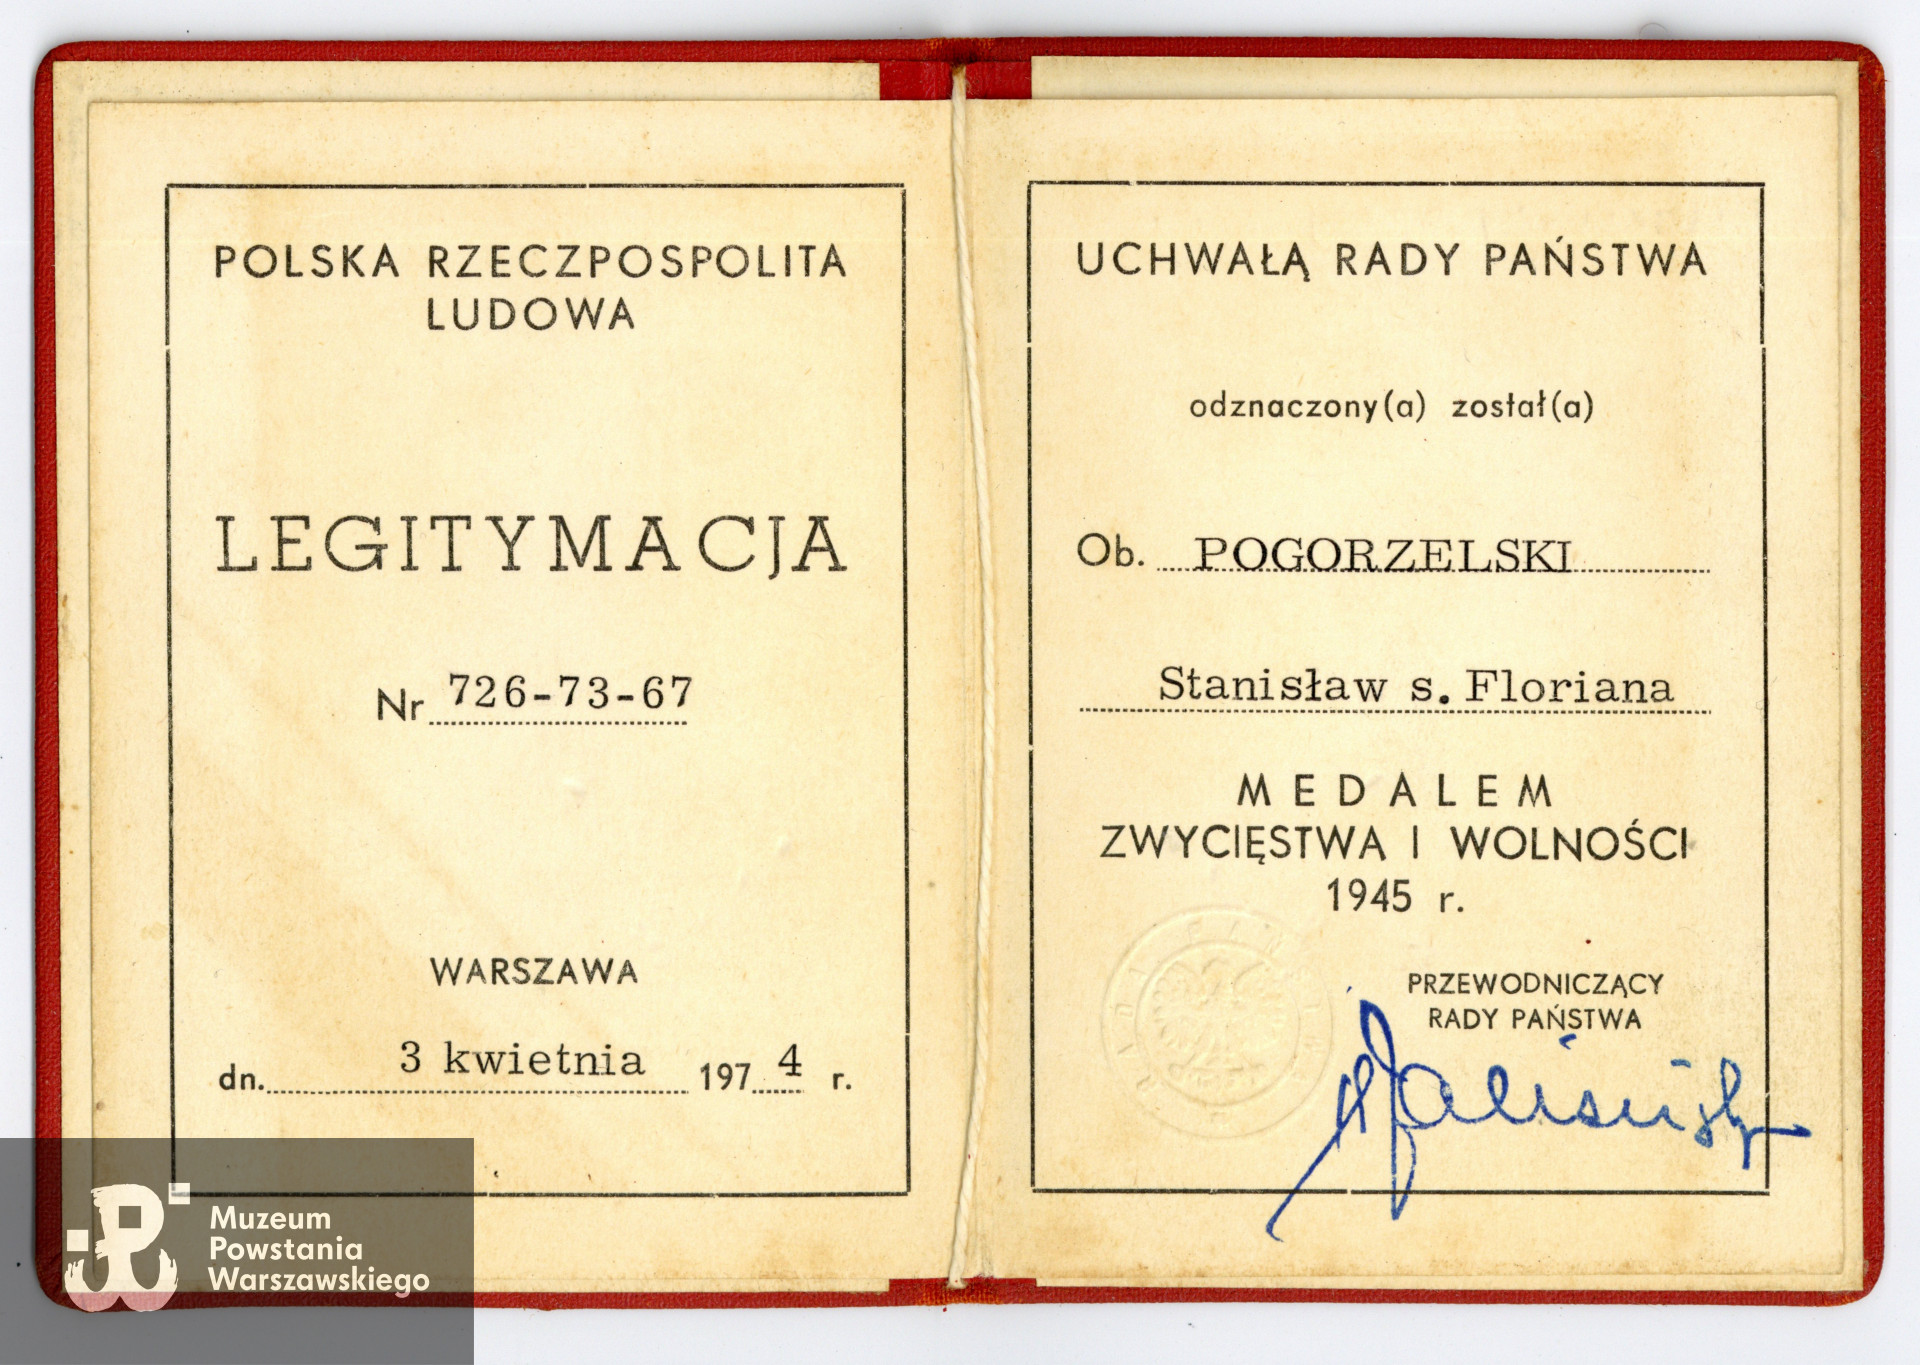 POLSKA RZECZPOSPOLITA
LUDOWA
LEGITYMACJA
Nr 726-73-67
WARSZAWA
dn. 3 kwietnia 1974 r.
UCHWAŁĄ RADY PAŃSTWA
odznaczony(a) został(a)
Ob. POGORZELSKI
Stanisław s. Floriana
MEDALEM
ZWYCIĘSTWA I WOLNOŚCI
1945 r.
PRZEWODNICZĄCY
RADY PAŃSTWA
Muzeum
Powstania
Warszawskiego